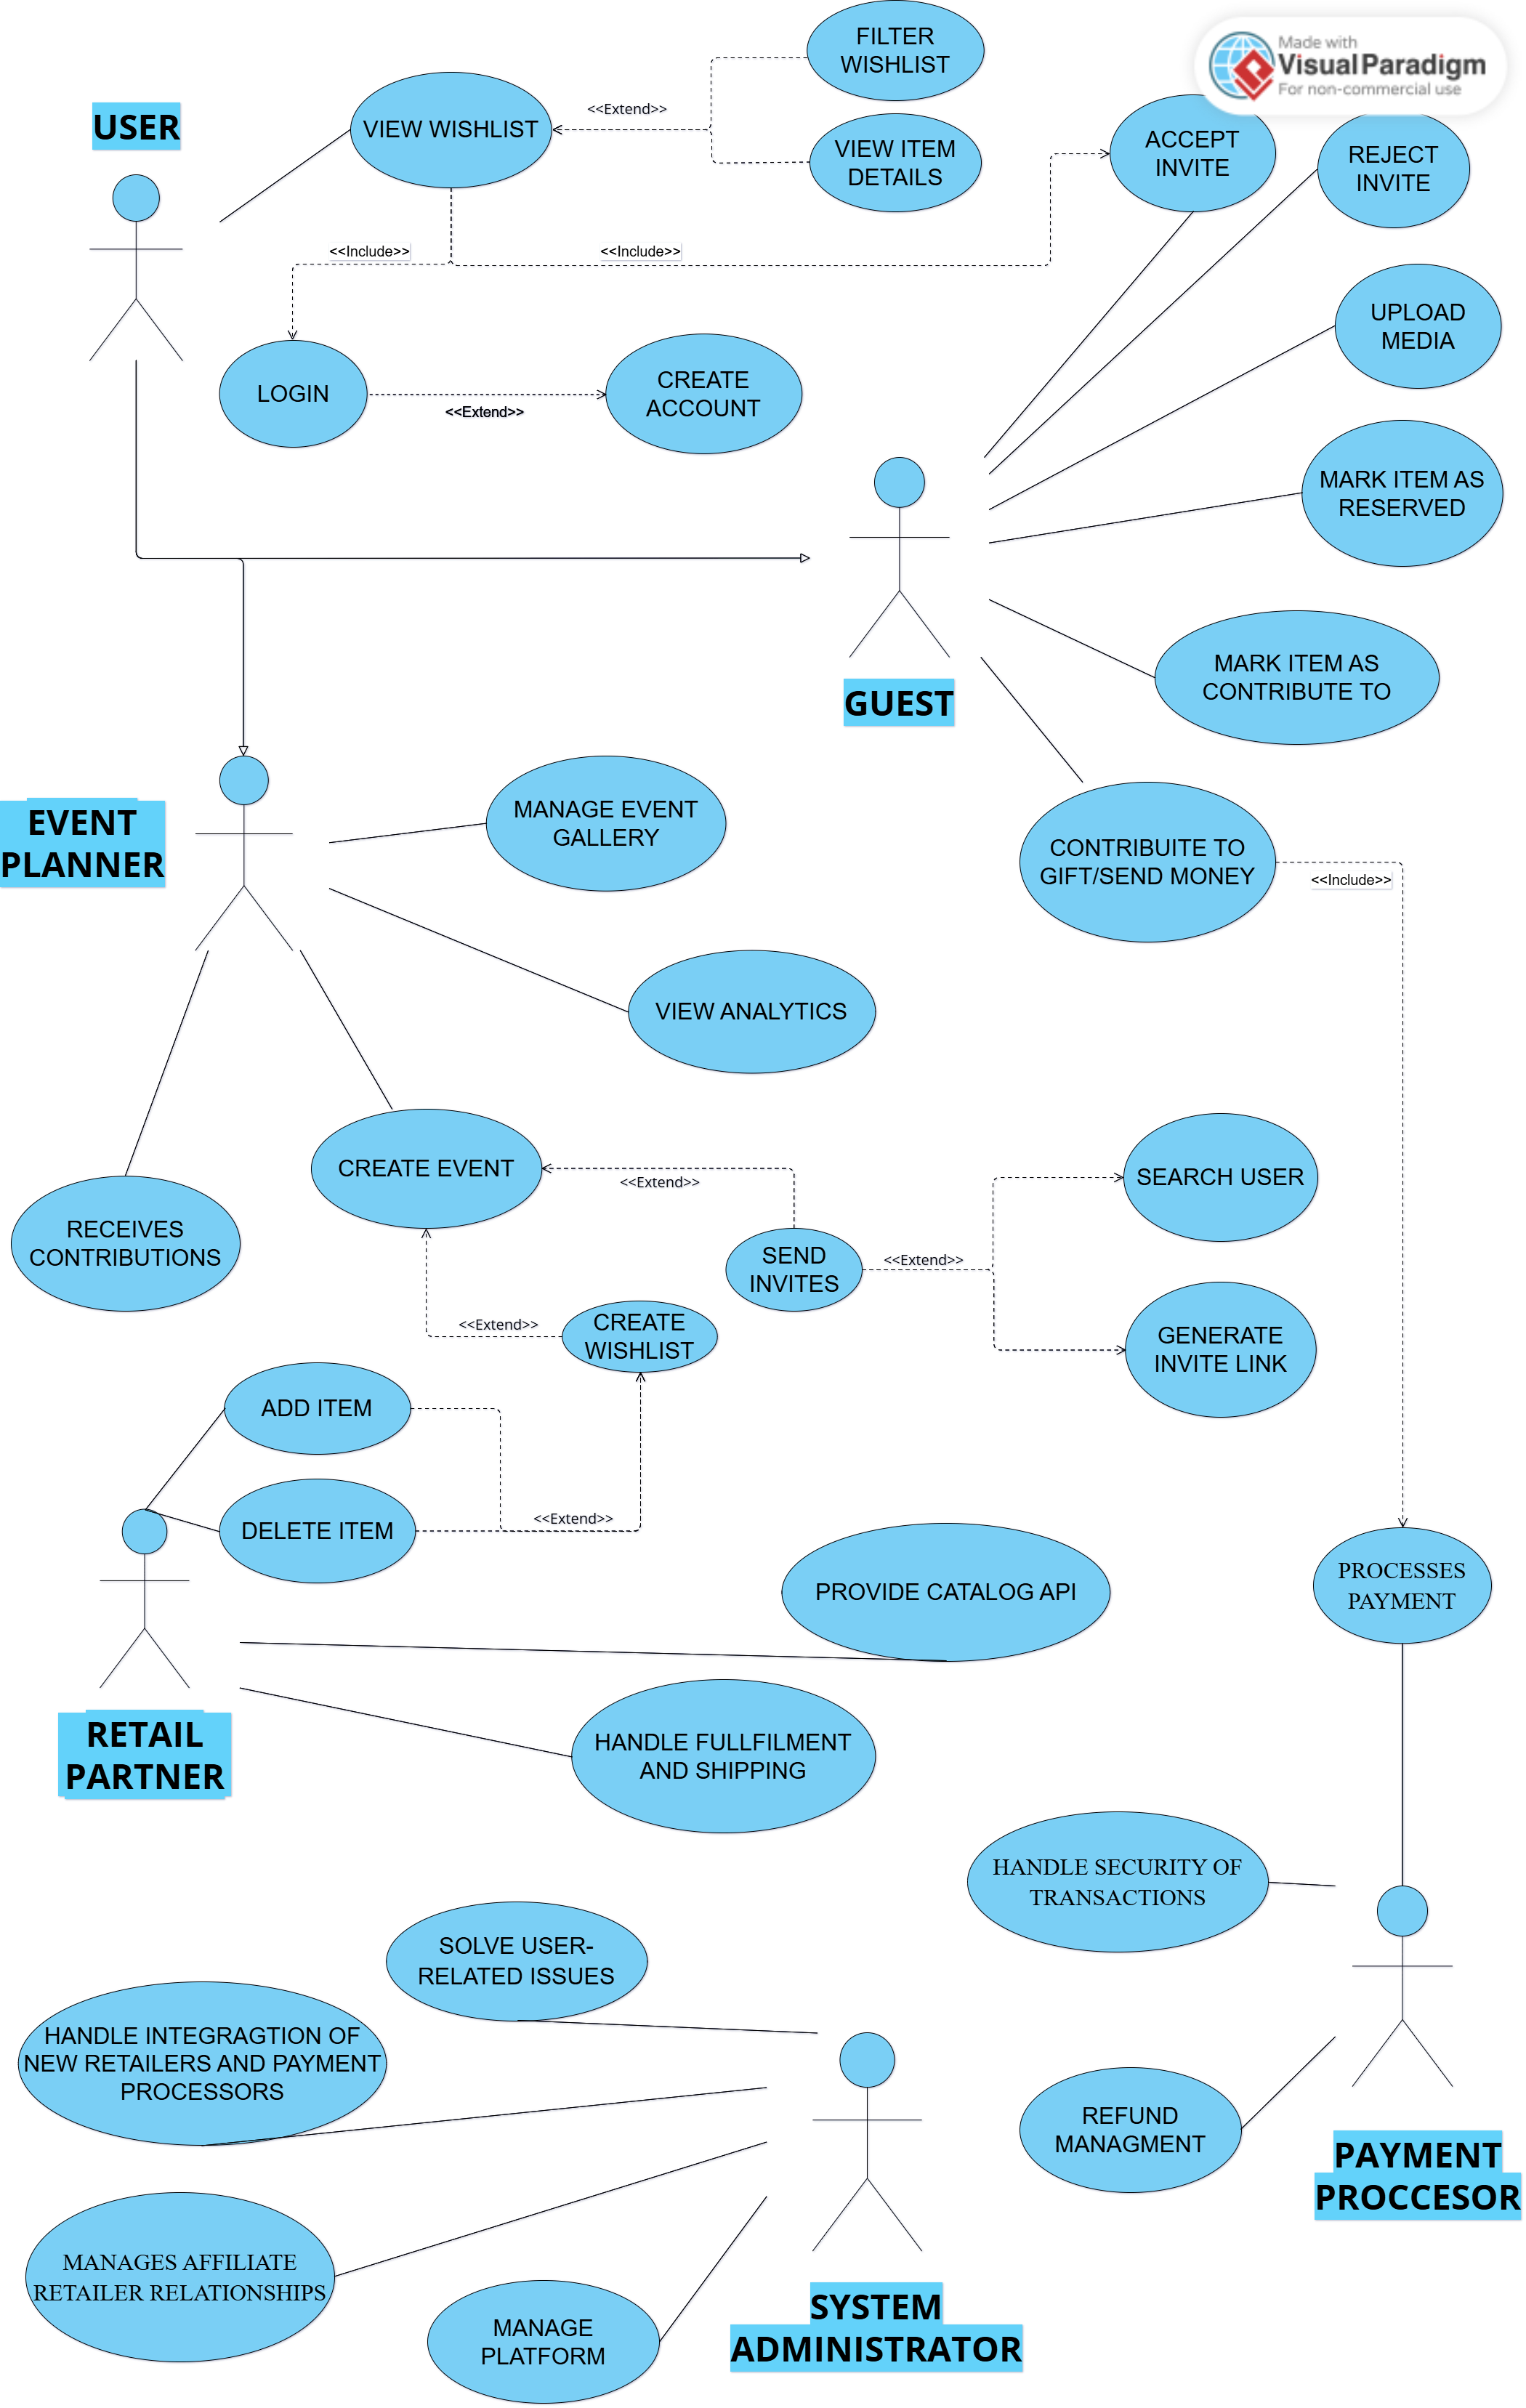 Made with
Visual Paradigm
For non-commercial use
FILTER
WISHLIST
USER
VIEW WISHLIST
<<Extend>>
VIEW ITEM
DETAILS
ACCEPT
INVITE
REJECT
INVITE
<<Include>>
<<Include>>
UPLOAD
MEDIA
LOGIN
<<Extend>>
CREATE
ACCOUNT
MARK ITEM AS
RESERVED
MARK ITEM AS
CONTRIBUTE TO
GUEST
EVENT
PLANNER
MANAGE EVENT
GALLERY
CONTRIBUITE TO
GIFT/SEND MONEY
<<Include>>
VIEW ANALYTICS
CREATE EVENT
<<Extend>>
SEARCH USER
RECEIVES
CONTRIBUTIONS
SEND
INVITES
<<Extend>>
<<Extend>>
CREATE
WISHLIST
GENERATE
INVITE LINK
ADD ITEM
DELETE ITEM
<<Extend>>
PROVIDE CATALOG API
PROCESSES
PAYMENT
RETAIL
PARTNER
HANDLE FULLFILMENT
AND SHIPPING
HANDLE SECURITY OF
TRANSACTIONS
SOLVE USER-
RELATED ISSUES
HANDLE INTEGRAGTION OF
NEW RETAILERS AND PAYMENT
PROCESSORS
REFUND
MANAGMENT
PAYMENT
PROCCESOR
MANAGES AFFILIATE
RETAILER RELATIONSHIPS
MANAGE
PLATFORM
SYSTEM
ADMINISTRATOR